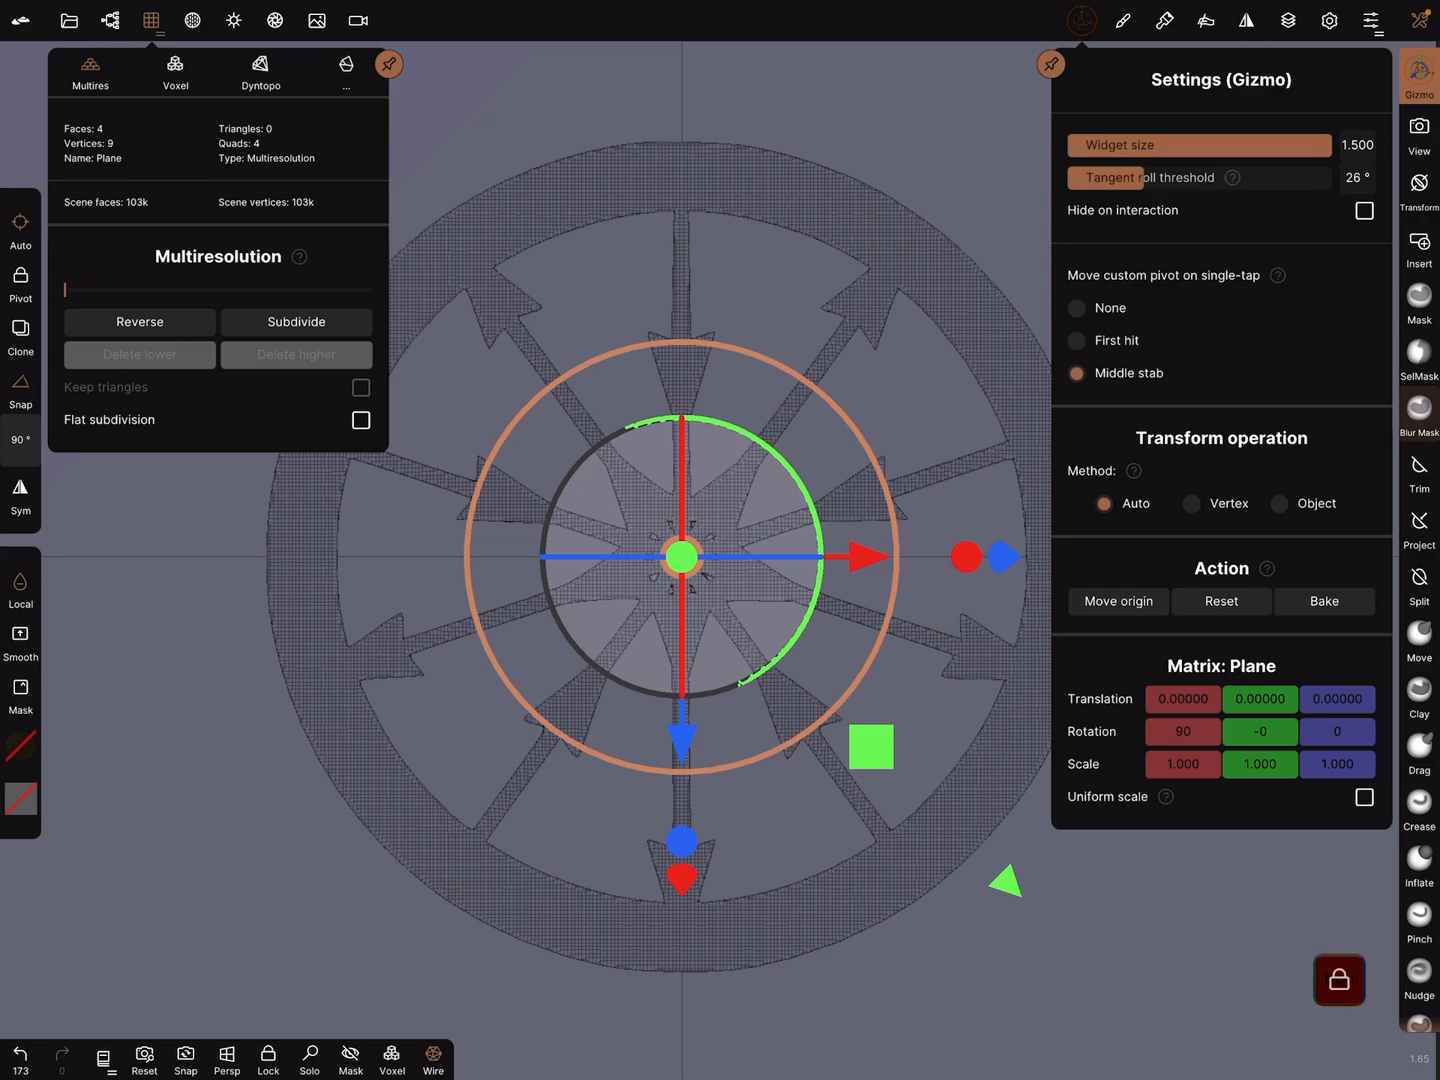 Multires
Voxel
Dyntopo
...
Faces: 4
Triangles: 0
Vertices: 9
Quads: 4
Name: Plane
Type: Multiresolution
Scene faces: 103k
Scene vertices: 103k
Multiresolution ?
Reverse
Subdivide
Delete lower
Delete higher
Keep triangles
Flat subdivision
Auto
Pivot
Clone
Snap
90 °
Sym
Local
Smooth
Mask
Settings (Gizmo)
Widget size 1.500
Tangent roll threshold ? 26 °
Hide on interaction
Move custom pivot on single-tap ?
None
First hit
Middle stab
Transform operation
Method: ?
Auto
Vertex
Object
Action ?
Move origin
Reset
Bake
Matrix: Plane
Translation 0.00000 0.00000 0.00000
Rotation 90 -0 0
Scale 1.000 1.000 1.000
Uniform scale ?
Gizmo
View
Transform
Insert
Mask
SelMask
Blur Mask
Trim
Project
Split
Move
Clay
Drag
Crease
Inflate
Pinch
Nudge
173
0
Reset
Snap
Persp
Lock
Solo
Mask
Voxel
Wire
1.65